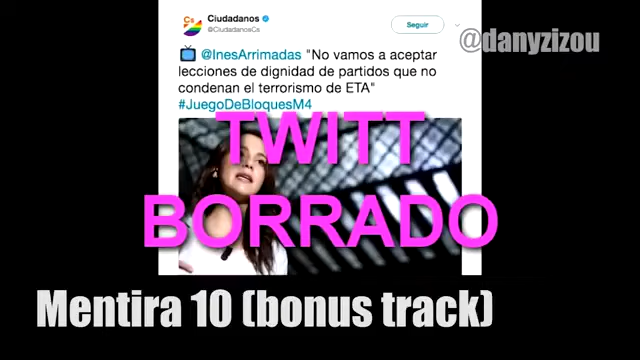 Ciudadanos
@CiudadanosCs
Seguir
@danyzizou
@InesArrimadas "No vamos a aceptar
lecciones de dignidad de partidos que no
condenan el terrorismo de ETA"
#JuegoDeBloquesM4
TWITT
BORRADO
Mentira 10 (bonus track)